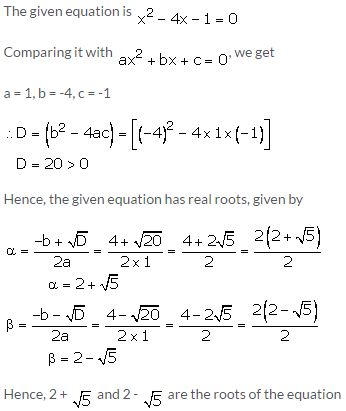 The given equation is x² − 4x − 1 = 0
Comparing it with ax² + bx + c = 0, we get
a = 1, b = -4, c = -1
∴ D = (b² − 4ac) = [(−4)² − 4 × 1 × (−1)]
D = 20 > 0
Hence, the given equation has real roots, given by
α = (−b + √D)/2a = (4 + √20)/(2 × 1) = (4 + 2√5)/2 = 2(2 + √5)/2
α = 2 + √5
β = (−b − √D)/2a = (4 − √20)/(2 × 1) = (4 − 2√5)/2 = 2(2 − √5)/2
β = 2 − √5
Hence, 2 + √5 and 2 - √5 are the roots of the equation